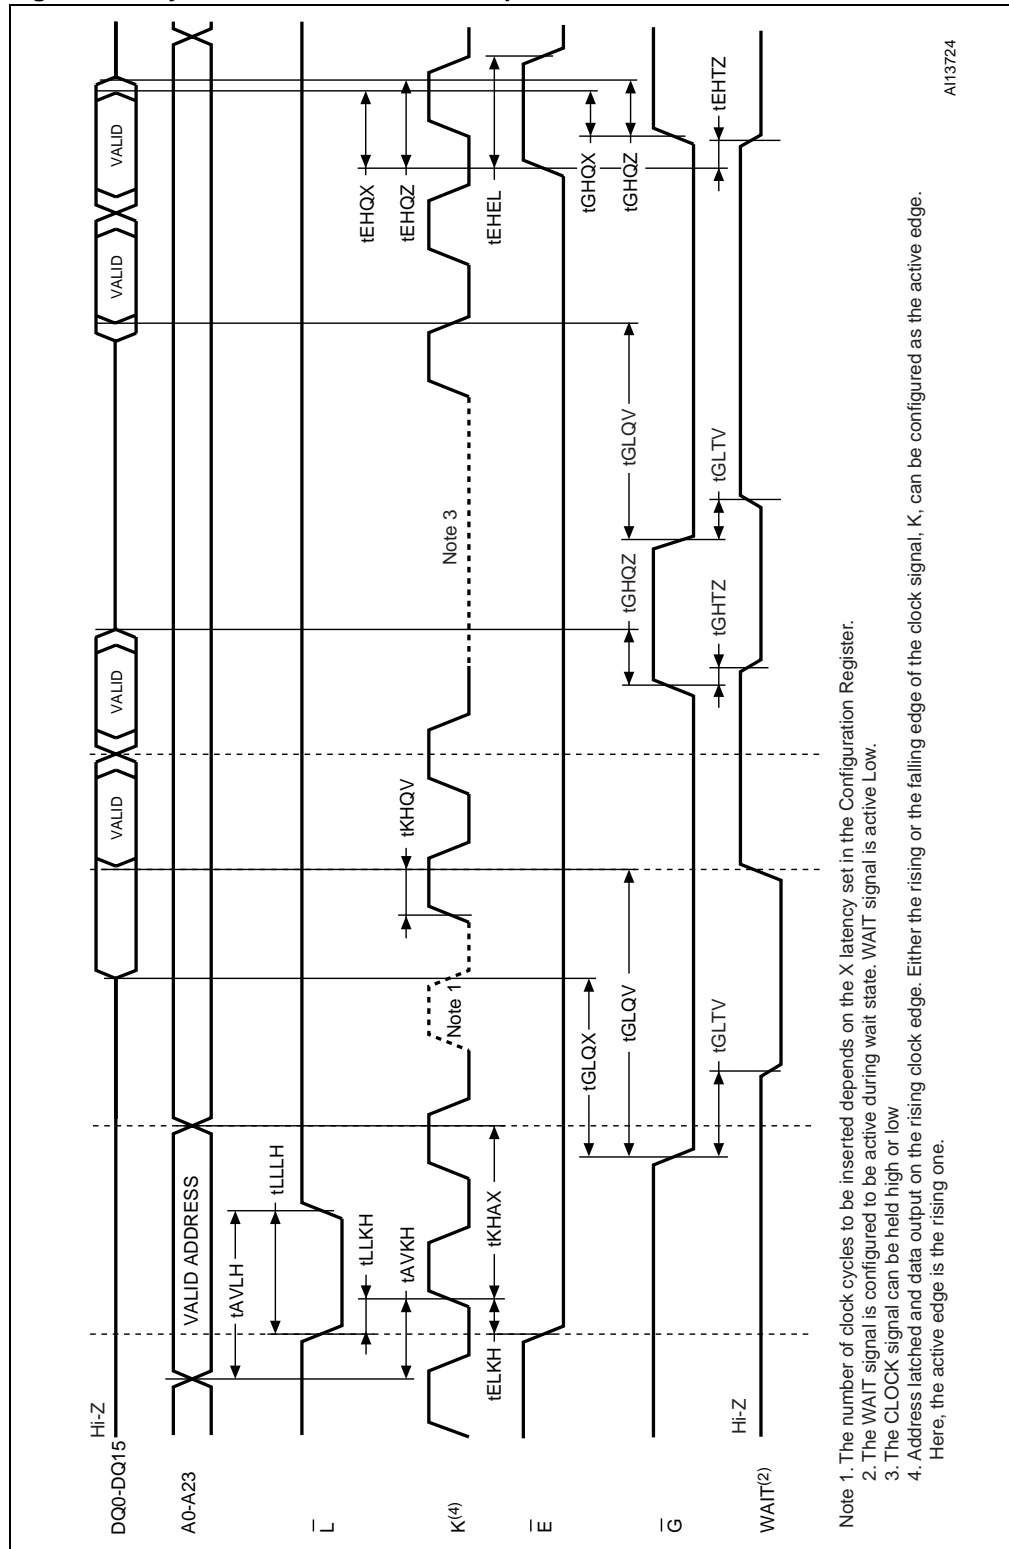 Hi-Z
DQ0-DQ15
VALID
VALID
VALID
VALID
A0-A23
VALID ADDRESS
tAVLH
tLLLH
L̅
tLLKH
tEHQX
tAVKH
tKHQV
tEHQZ
K(4)
Note 1
Note 3
tELKH
tKHAX
tEHEL
E̅
tGLQX
tGHQX
tGLQV
tGHQZ
tGLQV
tGHQZ
G̅
tGLTV
tGHTZ
tGLTV
tEHTZ
Hi-Z
WAIT(2)
Note 1. The number of clock cycles to be inserted depends on the X latency set in the Configuration Register.
2. The WAIT signal is configured to be active during wait state. WAIT signal is active Low.
3. The CLOCK signal can be held high or low
4. Address latched and data output on the rising clock edge. Either the rising or the falling edge of the clock signal, K, can be configured as the active edge.
Here, the active edge is the rising one.
AI13724